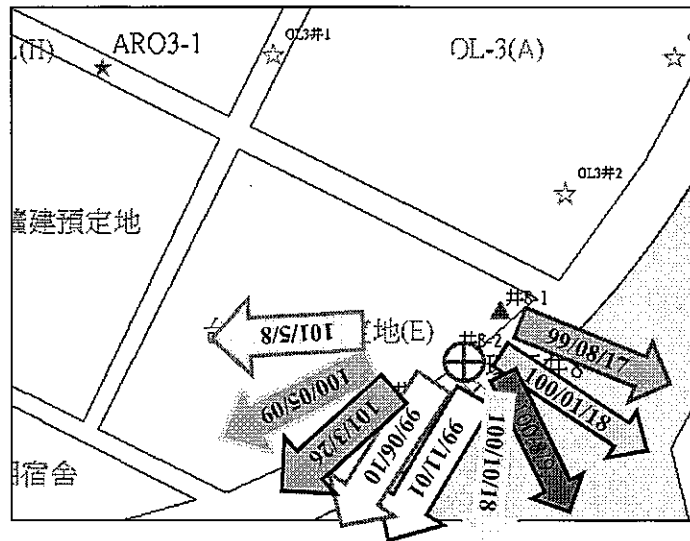 (H)
ARO3-1
OL3井1
OL-3(A)
OL3井2
擴建預定地
井E-1
井E-2
地(E)
101/5/8
100/05/09
101/3/26
99/06/10
99/11/01
100/10/18
100/01/18
99/08/17
宿舍